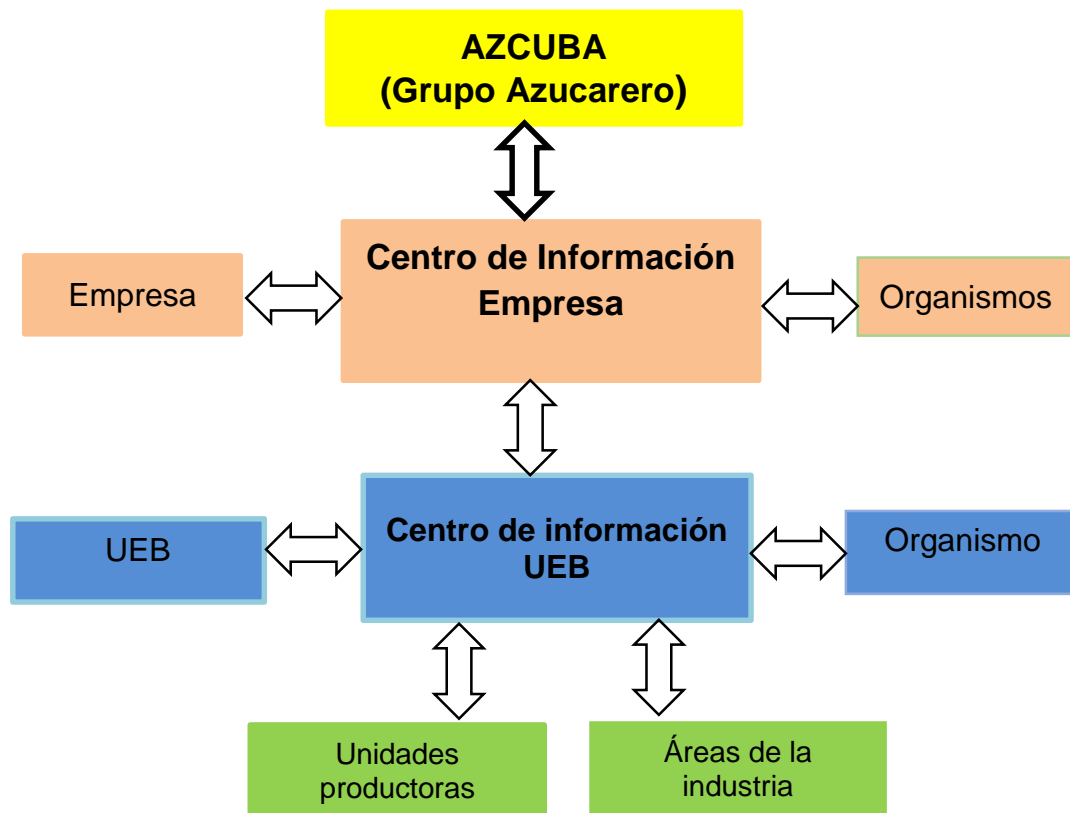 AZCUBA
(Grupo Azucarero)
Centro de Información
Empresa
Empresa
Organismos
Centro de información
UEB
UEB
Organismo
Unidades
productoras
Áreas de la
industria